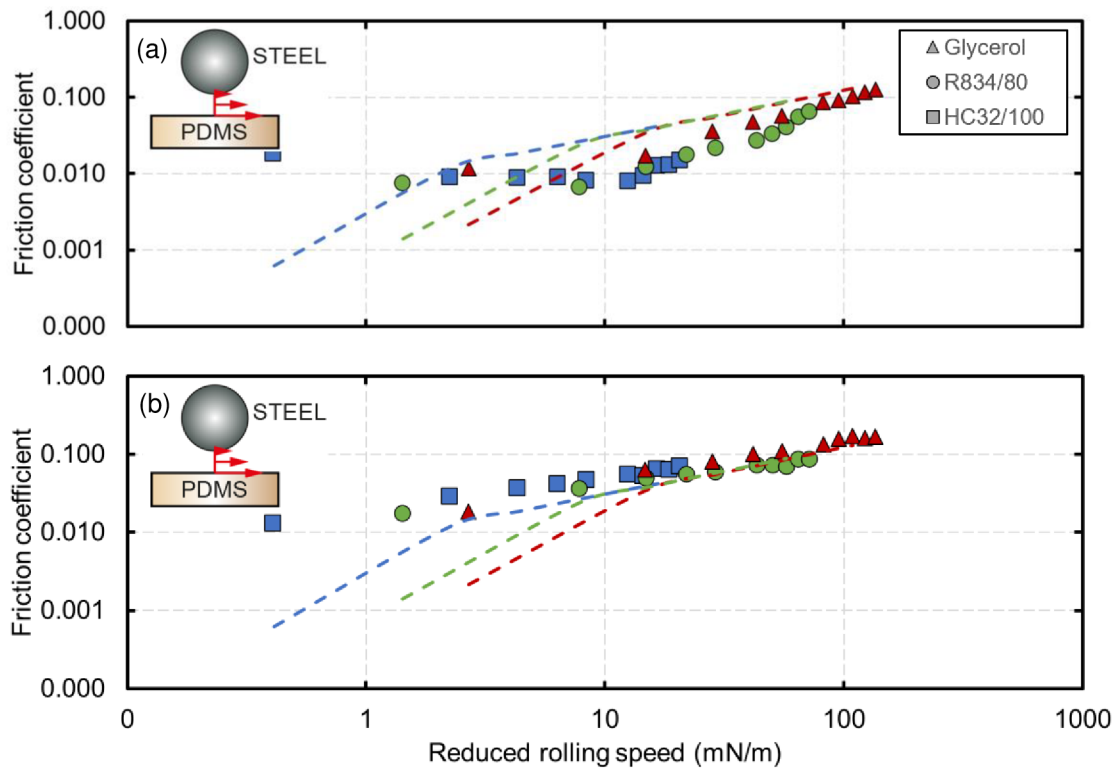 1.000
(a)
STEEL
PDMS
Glycerol
R834/80
HC32/100
0.100
0.010
0.001
0.000
Friction coefficient
1.000
(b)
STEEL
PDMS
0.100
0.010
0.001
0.000
Friction coefficient
0 1 10 100 1000
Reduced rolling speed (mN/m)